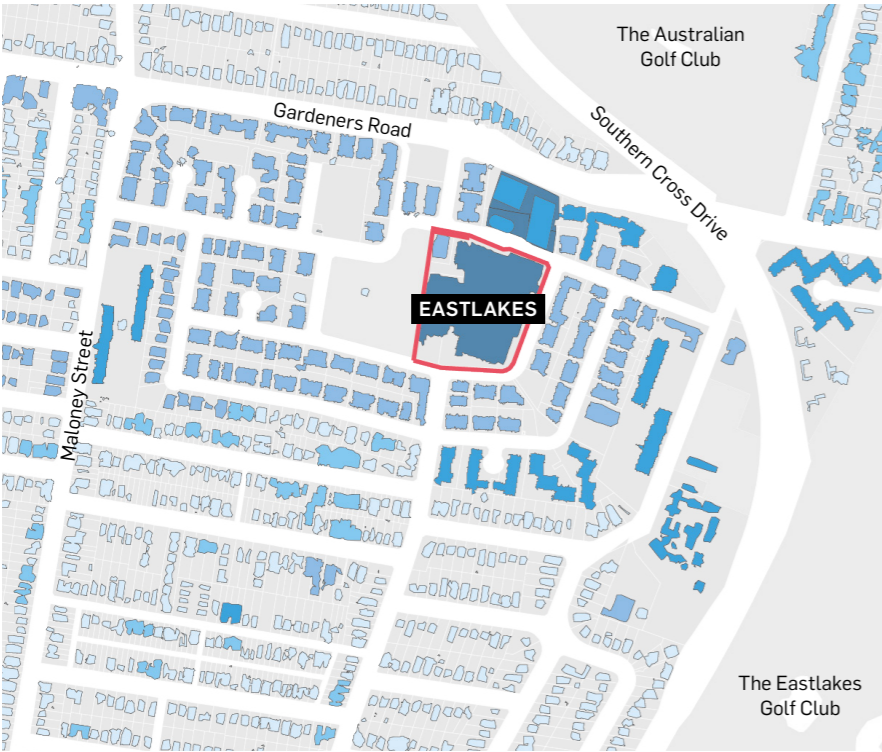 The Australian
Golf Club
Gardeners Road
Southern Cross Drive
EASTLAKES
Maloney Street
The Eastlakes
Golf Club